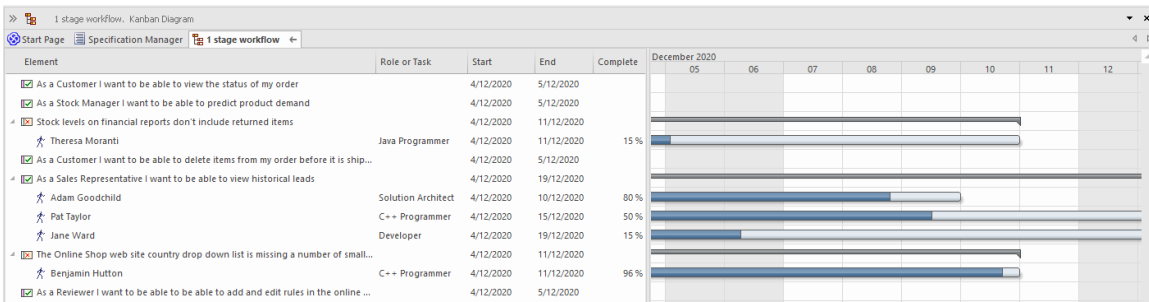 1 stage workflow. Kanban Diagram
Start Page Specification Manager 1 stage workflow
Element Role or Task Start End Complete December 2020
05 06 07 08 09 10 11 12
As a Customer I want to be able to view the status of my order 4/12/2020 5/12/2020
As a Stock Manager I want to be able to predict product demand 4/12/2020 5/12/2020
Stock levels on financial reports don't include returned items 4/12/2020 11/12/2020
Theresa Moranti Java Programmer 4/12/2020 11/12/2020 15 %
As a Customer I want to be able to delete items from my order before it is ship... 4/12/2020 5/12/2020
As a Sales Representative I want to be able to view historical leads 4/12/2020 19/12/2020
Adam Goodchild Solution Architect 4/12/2020 10/12/2020 80 %
Pat Taylor C++ Programmer 4/12/2020 15/12/2020 50 %
Jane Ward Developer 4/12/2020 19/12/2020 15 %
The Online Shop web site country drop down list is missing a number of small... 4/12/2020 11/12/2020
Benjamin Hutton C++ Programmer 4/12/2020 11/12/2020 96 %
As a Reviewer I want to be able to be able to add and edit rules in the online ... 4/12/2020 5/12/2020